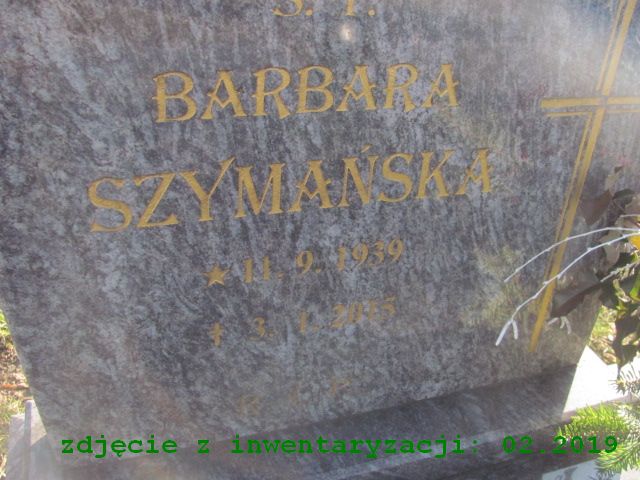 Ś. P.
BARBARA
SZYMAŃSKA
★ 11. 9. 1939
† 3. 1. 2015
R. I. P.
zdjęcie z inwentaryzacji: 02.2019